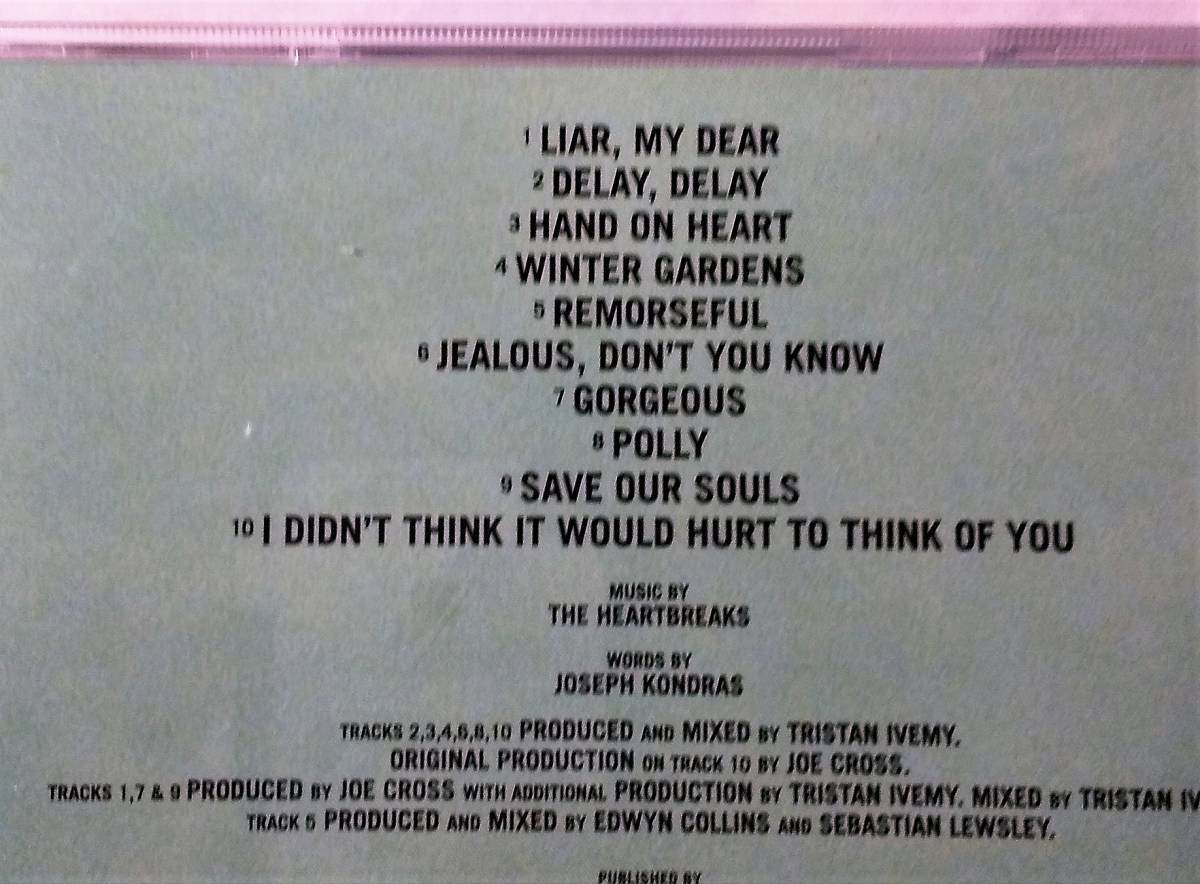 1 LIAR, MY DEAR
2 DELAY, DELAY
3 HAND ON HEART
4 WINTER GARDENS
5 REMORSEFUL
6 JEALOUS, DON'T YOU KNOW
7 GORGEOUS
8 POLLY
9 SAVE OUR SOULS
10 I DIDN'T THINK IT WOULD HURT TO THINK OF YOU
MUSIC BY
THE HEARTBREAKS
WORDS BY
JOSEPH KONDRAS
TRACKS 2,3,4,6,8,10 PRODUCED AND MIXED BY TRISTAN IVEMY.
ORIGINAL PRODUCTION ON TRACK 10 BY JOE CROSS.
TRACKS 1,7 & 9 PRODUCED BY JOE CROSS WITH ADDITIONAL PRODUCTION BY TRISTAN IVEMY. MIXED BY TRISTAN IV
TRACK 5 PRODUCED AND MIXED BY EDWYN COLLINS AND SEBASTIAN LEWSLEY.
PUBLISHED BY